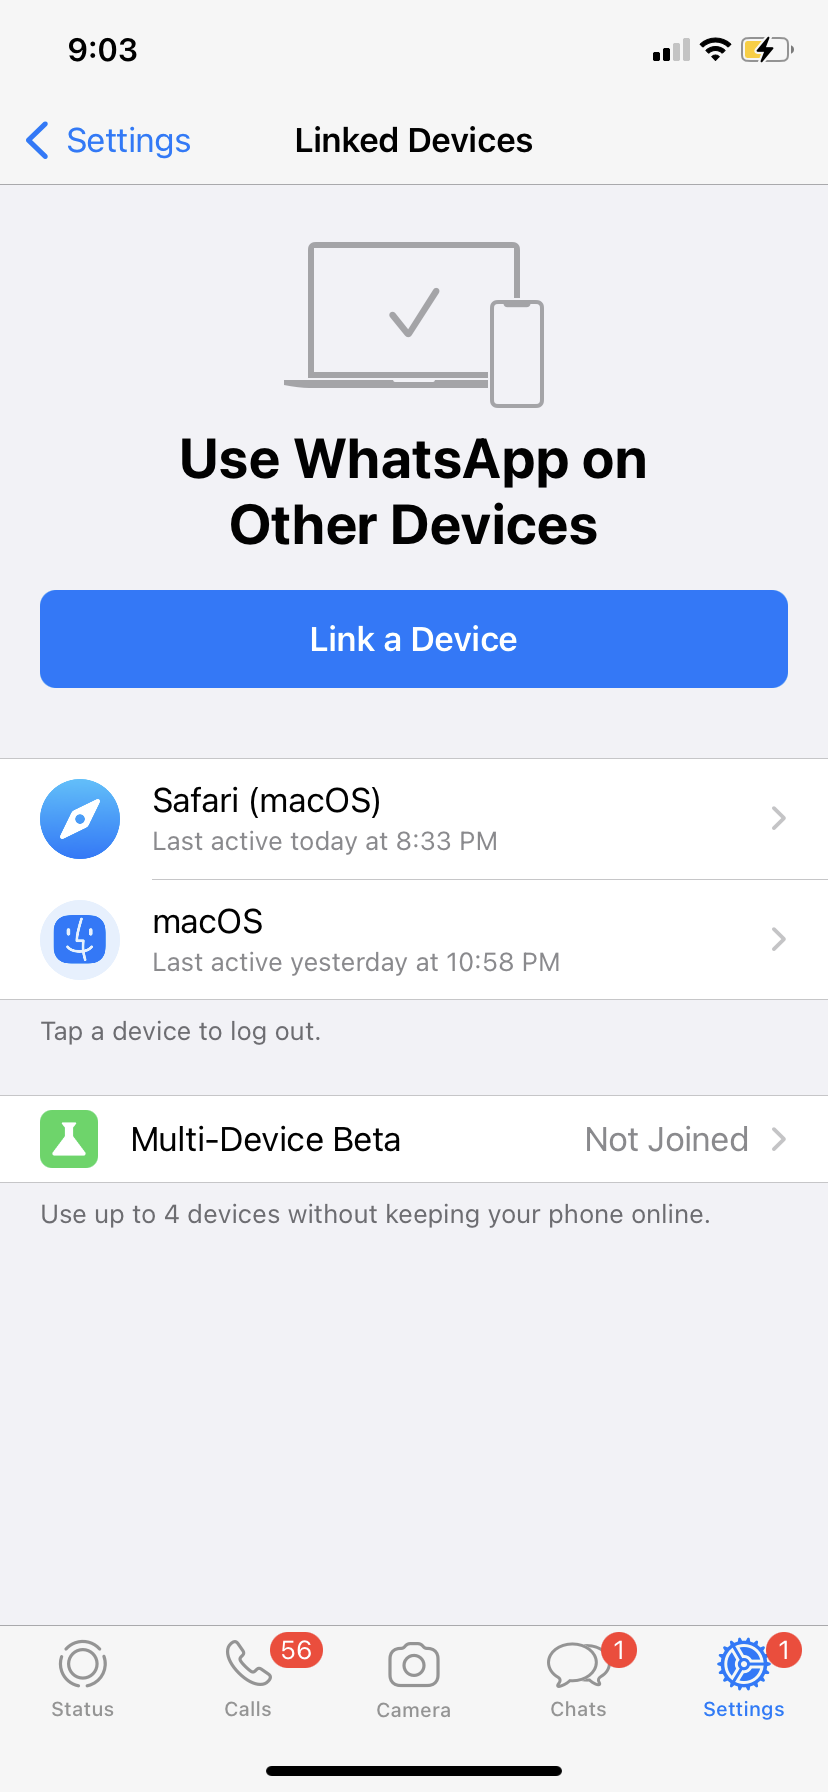 9:03
Settings
Linked Devices
Use WhatsApp on
Other Devices
Link a Device
Safari (macOS)
Last active today at 8:33 PM
macOS
Last active yesterday at 10:58 PM
Tap a device to log out.
Multi-Device Beta
Not Joined
Use up to 4 devices without keeping your phone online.
56
1
1
Status
Calls
Camera
Chats
Settings